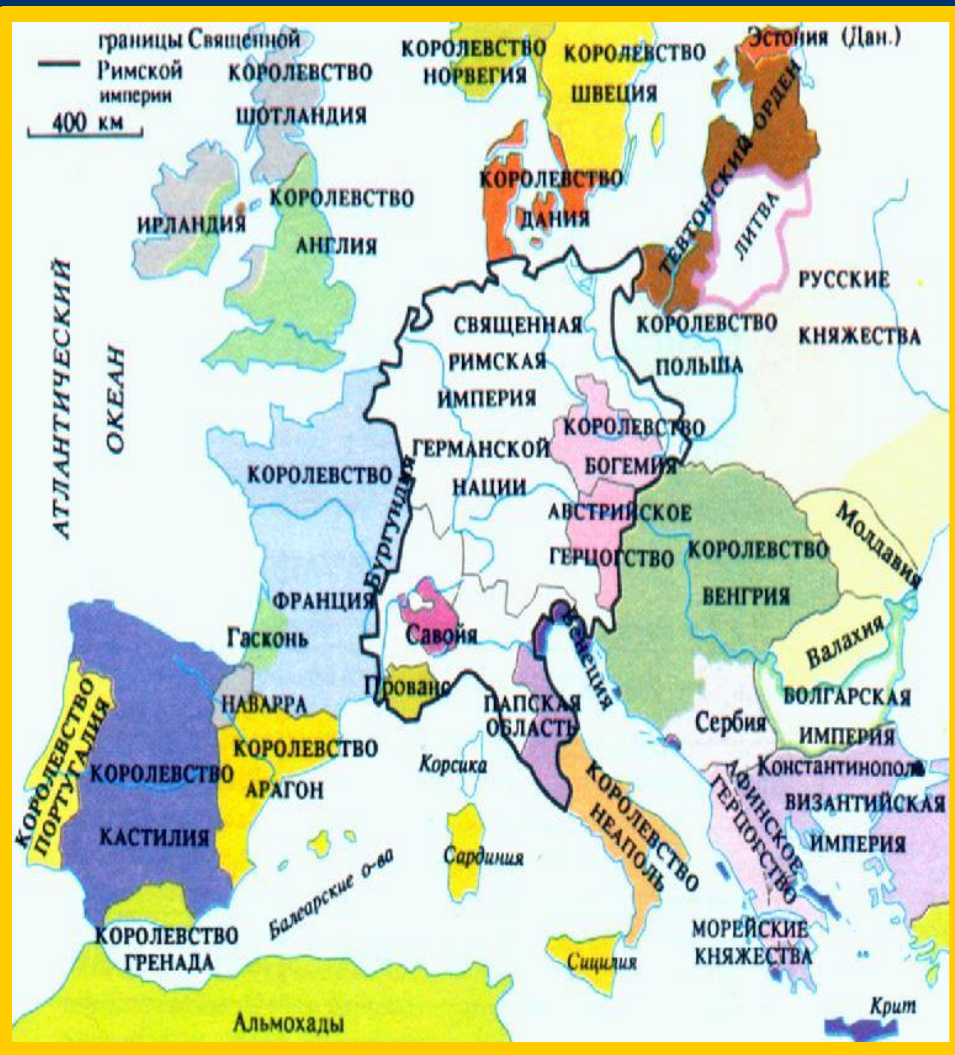 границы Священной
Римской
империи
400 км
КОРОЛЕВСТВО
ШОТЛАНДИЯ
КОРОЛЕВСТВО
НОРВЕГИЯ
КОРОЛЕВСТВО
ШВЕЦИЯ
Эстония (Дан.)
ТЕВТОНСКИЙ ОРДЕН
ЛИТВА
КОРОЛЕВСТВО
ДАНИЯ
ИРЛАНДИЯ
КОРОЛЕВСТВО
АНГЛИЯ
РУССКИЕ
КНЯЖЕСТВА
АТЛАНТИЧЕСКИЙ
ОКЕАН
СВЯЩЕННАЯ
РИМСКАЯ
ИМПЕРИЯ
ГЕРМАНСКОЙ
НАЦИИ
КОРОЛЕВСТВО
ПОЛЬША
КОРОЛЕВСТВО
БОГЕМИЯ
АВСТРИЙСКОЕ
ГЕРЦОГСТВО
КОРОЛЕВСТВО
ФРАНЦИЯ
Бургундия
КОРОЛЕВСТВО
ВЕНГРИЯ
Молдавия
Валахия
Гасконь
Савойя
Венеция
Прованс
ПАПСКАЯ
ОБЛАСТЬ
НАВАРРА
КОРОЛЕВСТВО
АРАГОН
КОРОЛЕВСТВО
ПОРТУГАЛИЯ
КОРОЛЕВСТВО
КАСТИЛИЯ
КОРОЛЕВСТВО
ГРЕНАДА
Балеарские о-ва
Корсика
Сардиния
КОРОЛЕВСТВО
НЕАПОЛЬ
Сицилия
Сербия
БОЛГАРСКАЯ
ИМПЕРИЯ
Константинополь
ВИЗАНТИЙСКАЯ
ИМПЕРИЯ
АФИНСКОЕ
ГЕРЦОГСТВО
МОРЕЙСКИЕ
КНЯЖЕСТВА
Крит
Альмохады